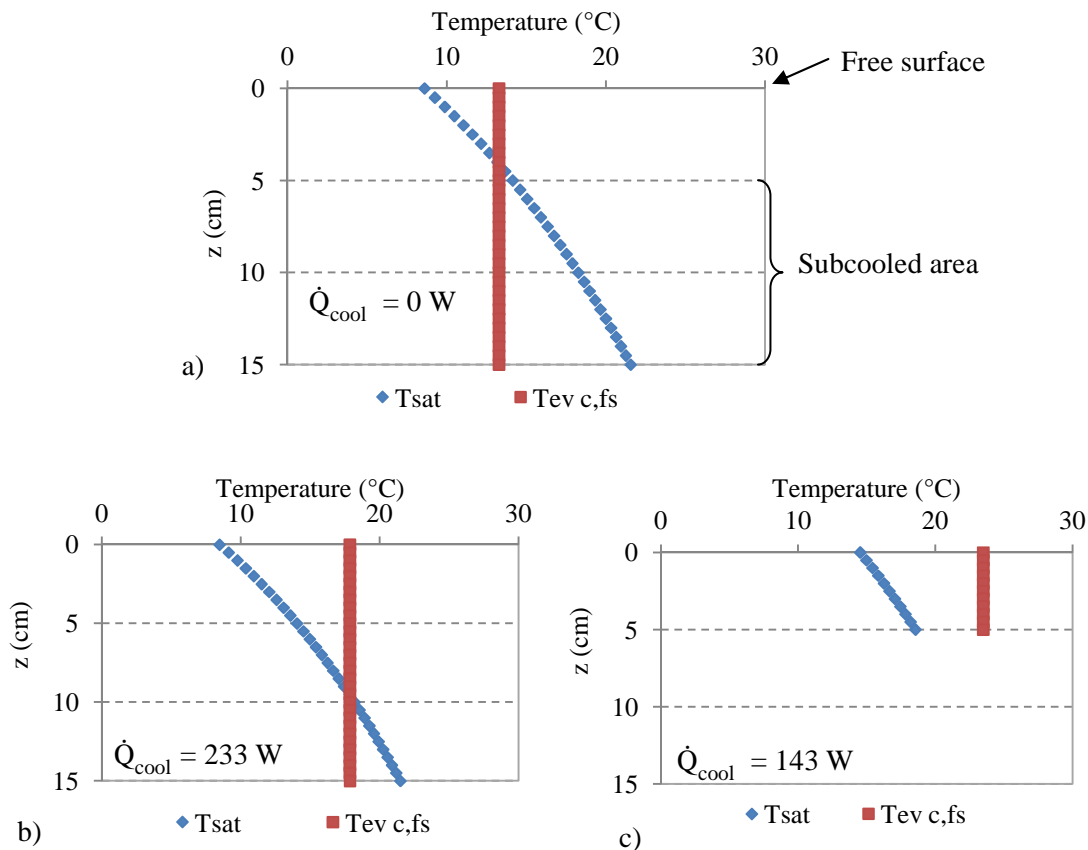 Temperature (°C)
0 10 20 30
Free surface
0
5
10
15
z (cm)
Subcooled area
Q̇cool = 0 W
a)
Tsat Tev c,fs
Temperature (°C)
0 10 20 30
0
5
10
15
z (cm)
Q̇cool = 233 W
Tsat Tev c,fs
b)
Temperature (°C)
0 10 20 30
0
5
10
15
z (cm)
Q̇cool = 143 W
Tsat Tev c,fs
c)